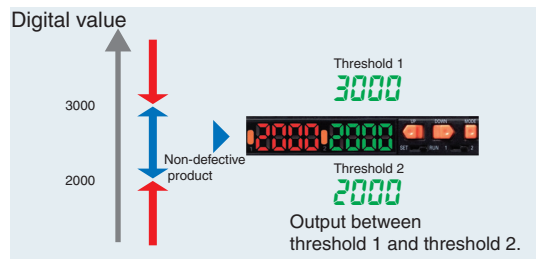 Digital value
Threshold 1
3000
3000
2000
UP DOWN MODE
SET RUN 1 2
Non-defective
product
2000
Threshold 2
2000
Output between
threshold 1 and threshold 2.